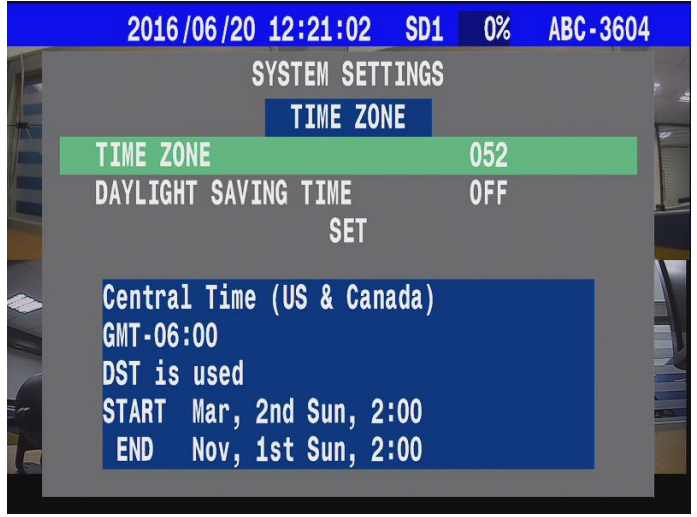 2016/06/20 12:21:02 SD1 0% ABC-3604
SYSTEM SETTINGS
TIME ZONE
TIME ZONE 052
DAYLIGHT SAVING TIME OFF
SET
Central Time (US & Canada)
GMT-06:00
DST is used
START Mar, 2nd Sun, 2:00
END Nov, 1st Sun, 2:00